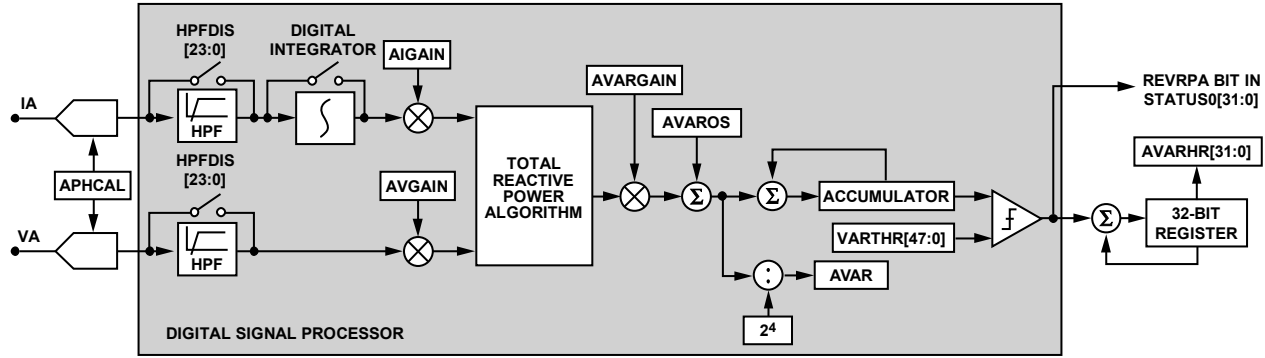 HPFDIS
[23:0]
DIGITAL
INTEGRATOR
AIGAIN
IA
HPF
AVARGAIN
AVAROS
REVRPA BIT IN
STATUS0[31:0]
AVARHR[31:0]
APHCAL
HPFDIS
[23:0]
AVGAIN
TOTAL
REACTIVE
POWER
ALGORITHM
Σ
Σ
ACCUMULATOR
Σ
32-BIT
REGISTER
VARTHR[47:0]
VA
HPF
:
AVAR
2⁴
DIGITAL SIGNAL PROCESSOR